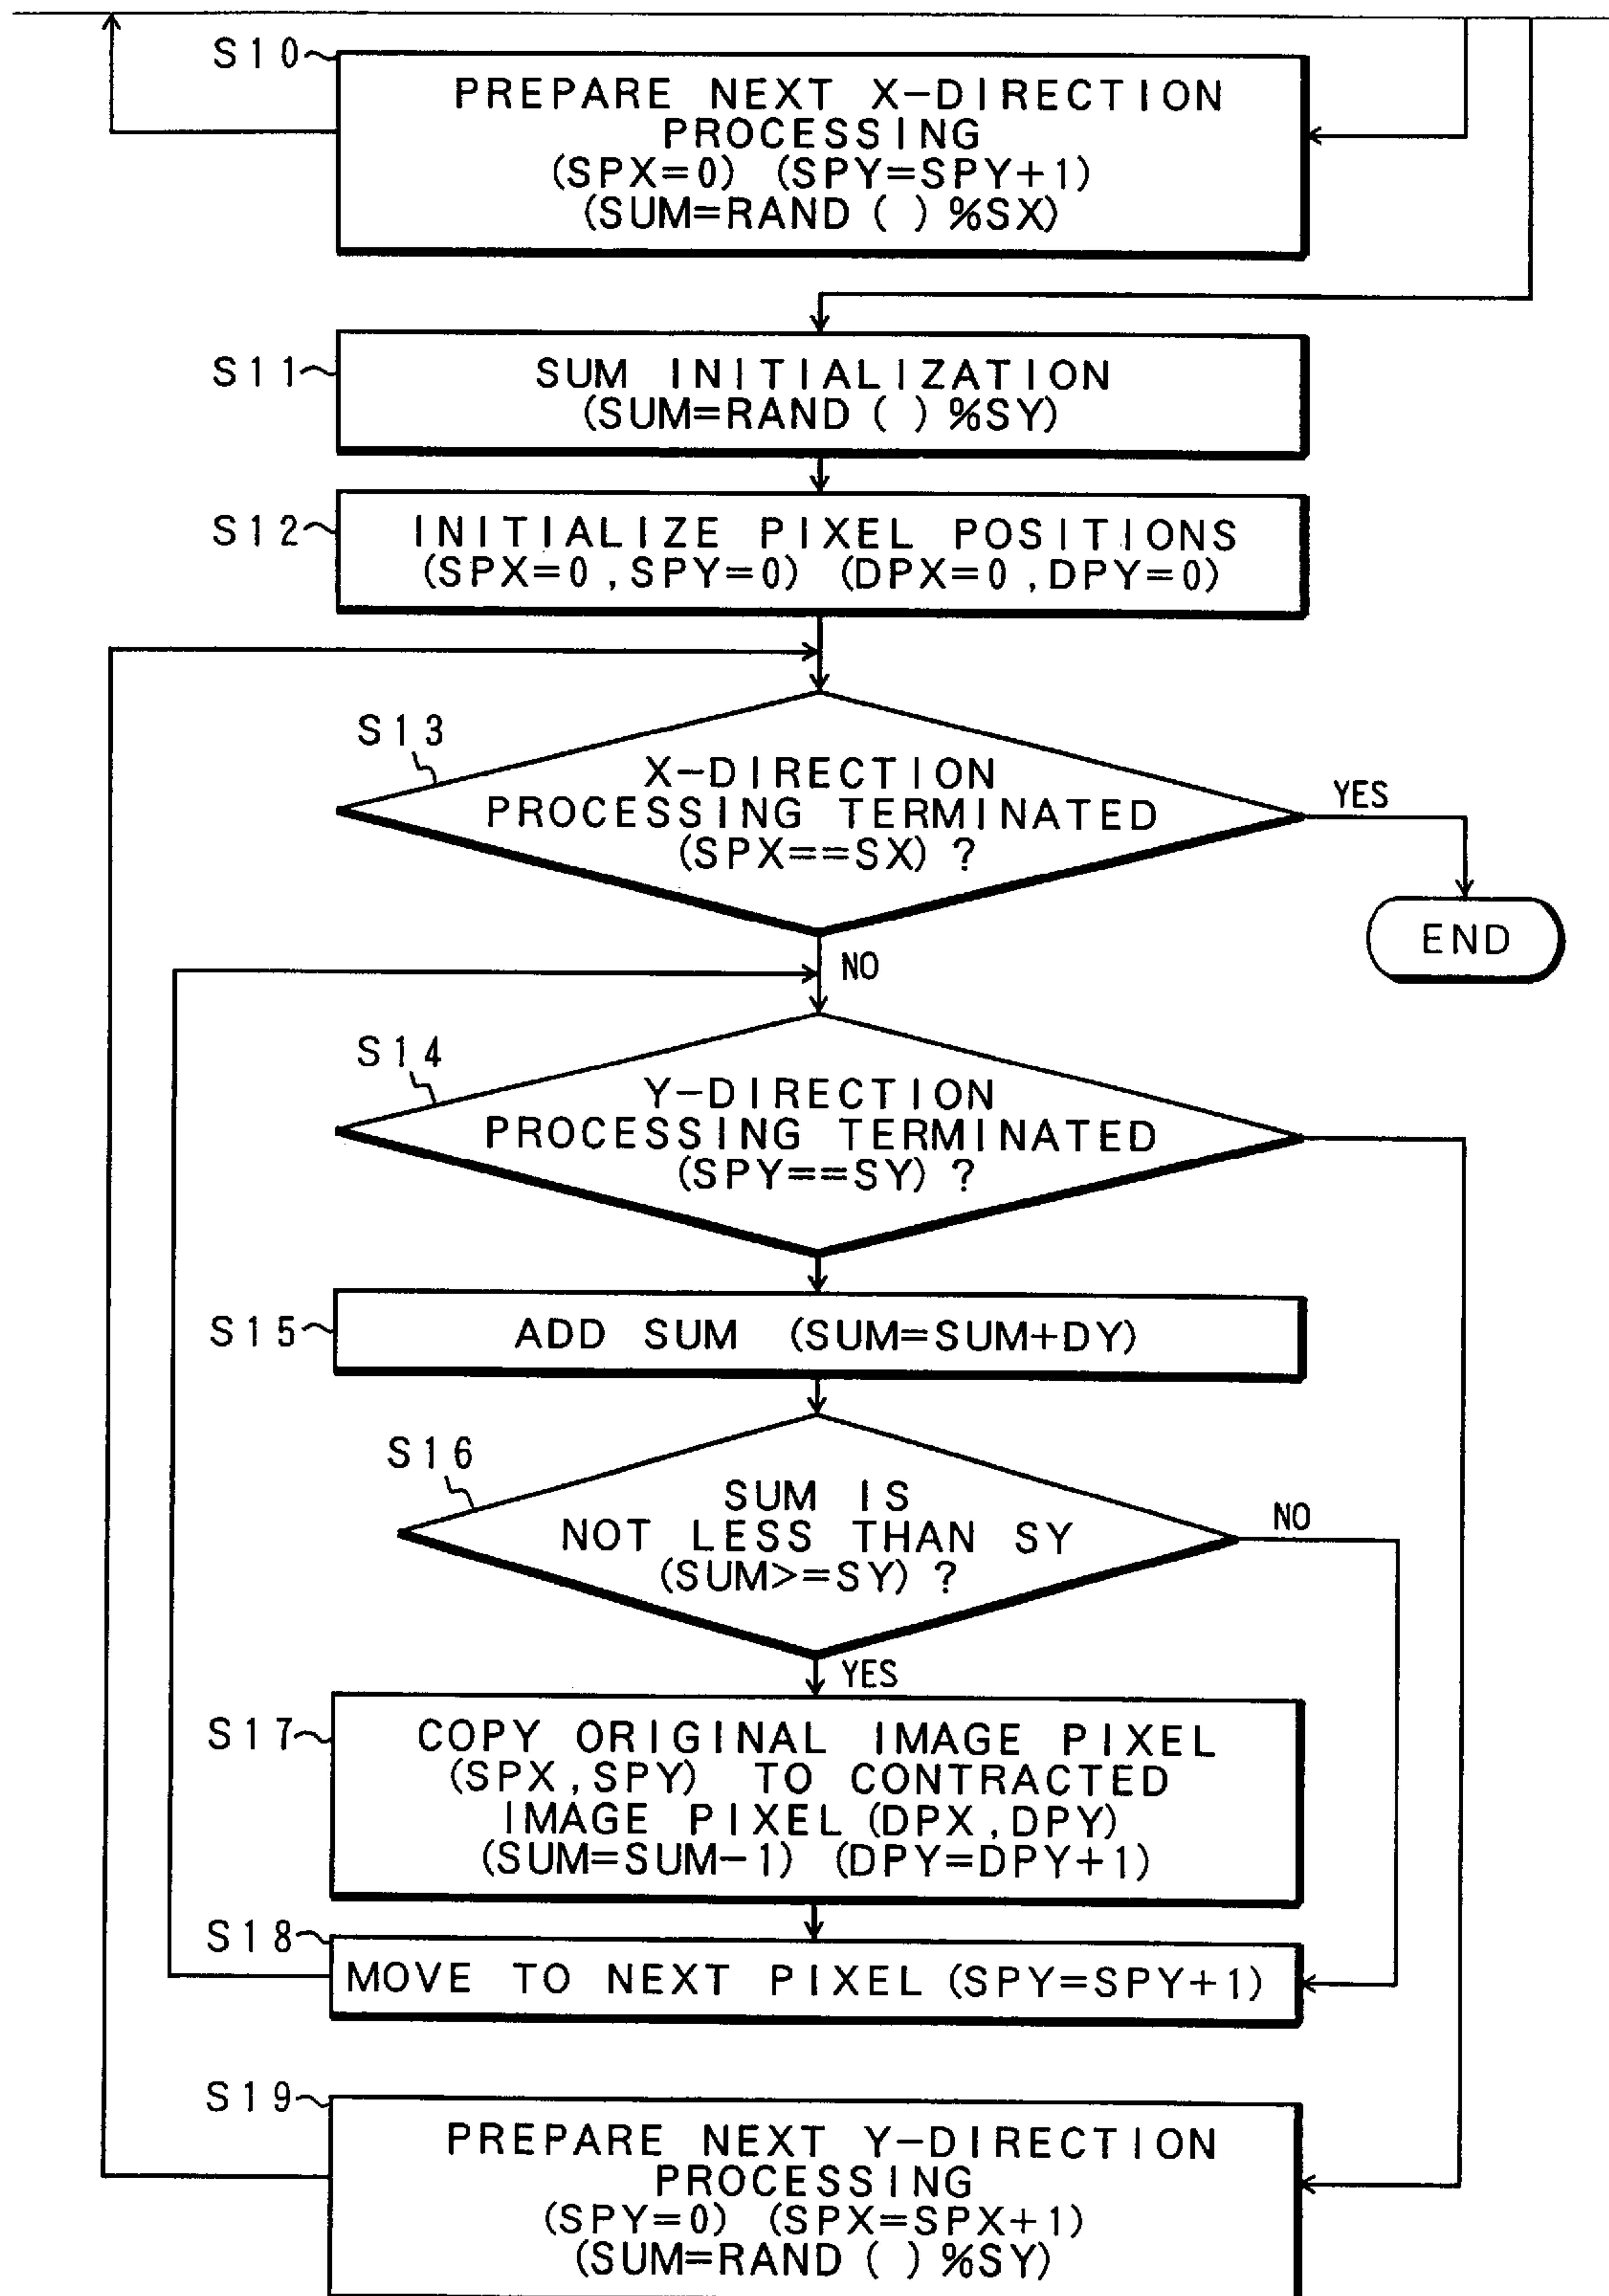 S10
PREPARE NEXT X-DIRECTION
PROCESSING
(SPX=0) (SPY=SPY+1)
(SUM=RAND ( ) %SX)
S11
SUM INITIALIZATION
(SUM=RAND ( ) %SY)
S12
INITIALIZE PIXEL POSITIONS
(SPX=0 ,SPY=0) (DPX=0 ,DPY=0)
S13
X-DIRECTION
PROCESSING TERMINATED
(SPX==SX) ?
YES
END
NO
S14
Y-DIRECTION
PROCESSING TERMINATED
(SPY==SY) ?
S15
ADD SUM (SUM=SUM+DY)
S16
SUM IS
NOT LESS THAN SY
(SUM>=SY) ?
NO
YES
S17
COPY ORIGINAL IMAGE PIXEL
(SPX ,SPY) TO CONTRACTED
IMAGE PIXEL (DPX ,DPY)
(SUM=SUM-1) (DPY=DPY+1)
S18
MOVE TO NEXT PIXEL (SPY=SPY+1)
S19
PREPARE NEXT Y-DIRECTION
PROCESSING
(SPY=0) (SPX=SPX+1)
(SUM=RAND ( ) %SY)